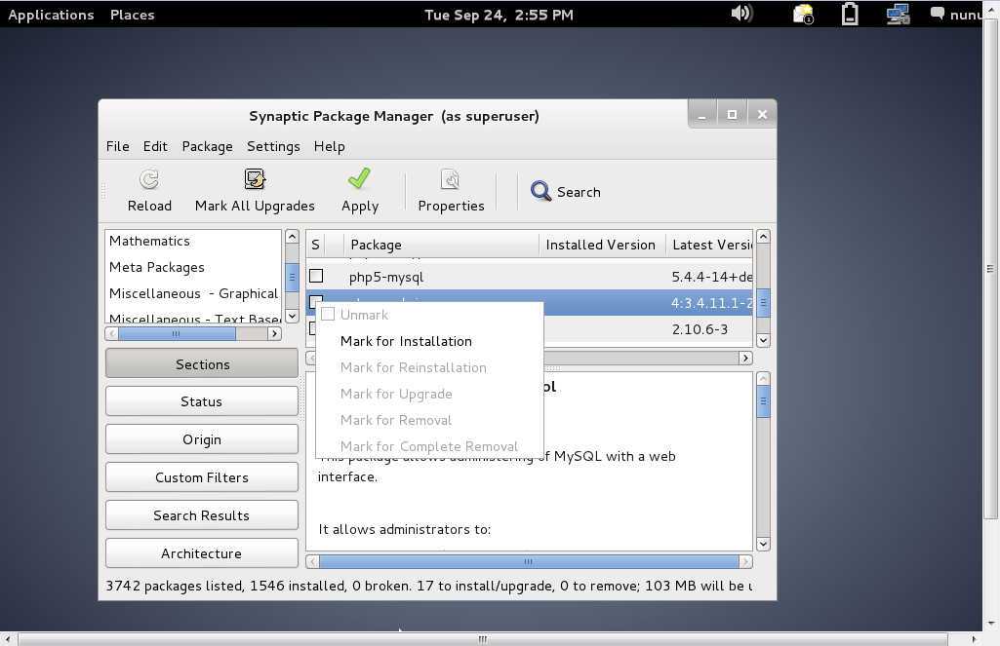 Applications Places Tue Sep 24, 2:55 PM 1 nunu
Synaptic Package Manager (as superuser)
File Edit Package Settings Help
Reload Mark All Upgrades Apply Properties Search
Mathematics
Meta Packages
Miscellaneous - Graphical
Miscellaneous - Text Based
Sections
Status
Origin
Custom Filters
Search Results
Architecture
S Package Installed Version Latest Versi
php5-mysql 5.4.4-14+de
4:3.4.11.1-2
2.10.6-3
Unmark
Mark for Installation
Mark for Reinstallation
Mark for Upgrade
Mark for Removal
Mark for Complete Removal
ol
This package allows administering of MySQL with a web
interface.
It allows administrators to:
3742 packages listed, 1546 installed, 0 broken. 17 to install/upgrade, 0 to remove; 103 MB will be u